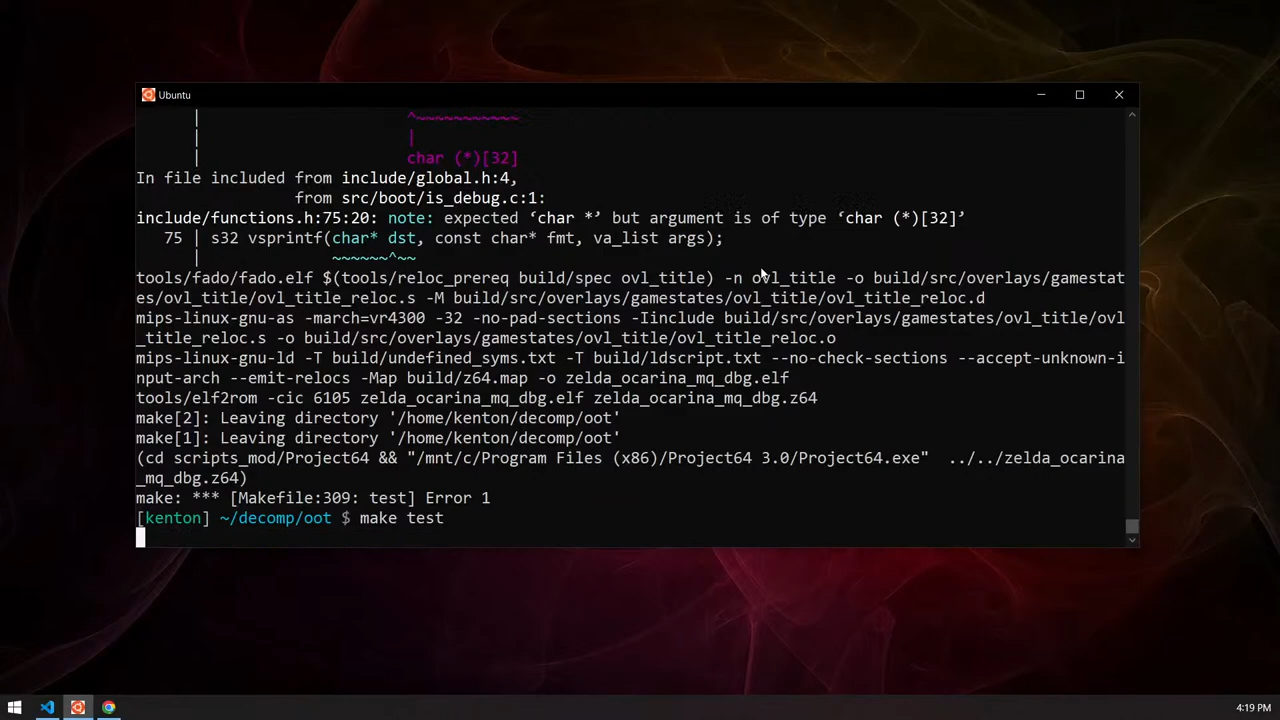 Ubuntu
|                         ^~~~~~~~~~~~
|                         |
|                         char (*)[32]
In file included from include/global.h:4,
                 from src/boot/is_debug.c:1:
include/functions.h:75:20: note: expected ‘char *’ but argument is of type ‘char (*)[32]’
   75 | s32 vsprintf(char* dst, const char* fmt, va_list args);
      |              ~~~~~~^~~
tools/fado/fado.elf $(tools/reloc_prereq build/spec ovl_title) -n ovl_title -o build/src/overlays/gamestat
es/ovl_title/ovl_title_reloc.s -M build/src/overlays/gamestates/ovl_title/ovl_title_reloc.d
mips-linux-gnu-as -march=vr4300 -32 -no-pad-sections -Iinclude build/src/overlays/gamestates/ovl_title/ovl
_title_reloc.s -o build/src/overlays/gamestates/ovl_title/ovl_title_reloc.o
mips-linux-gnu-ld -T build/undefined_syms.txt -T build/ldscript.txt --no-check-sections --accept-unknown-i
nput-arch --emit-relocs -Map build/z64.map -o zelda_ocarina_mq_dbg.elf
tools/elf2rom -cic 6105 zelda_ocarina_mq_dbg.elf zelda_ocarina_mq_dbg.z64
make[2]: Leaving directory '/home/kenton/decomp/oot'
make[1]: Leaving directory '/home/kenton/decomp/oot'
(cd scripts_mod/Project64 && "/mnt/c/Program Files (x86)/Project64 3.0/Project64.exe"  ../../zelda_ocarina
_mq_dbg.z64)
make: *** [Makefile:309: test] Error 1
[kenton] ~/decomp/oot $ make test
4:19 PM